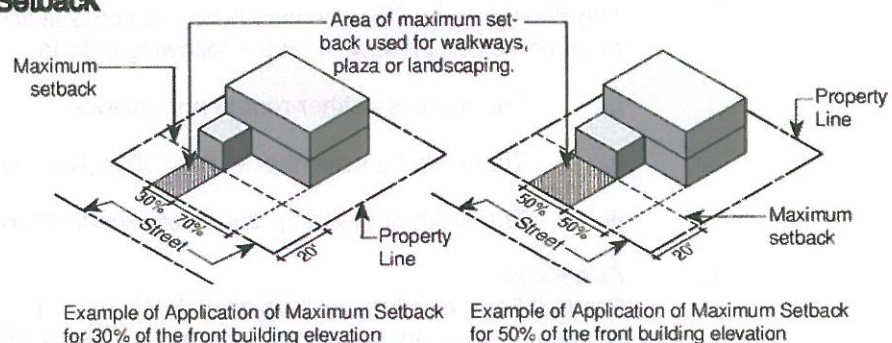 Setback
Area of maximum set-
back used for walkways,
plaza or landscaping.
Maximum
setback
Property
Line
30%
70%
Street
20'
Property
Line
50%
50%
Street
20'
Maximum
setback
Example of Application of Maximum Setback
for 30% of the front building elevation
Example of Application of Maximum Setback
for 50% of the front building elevation